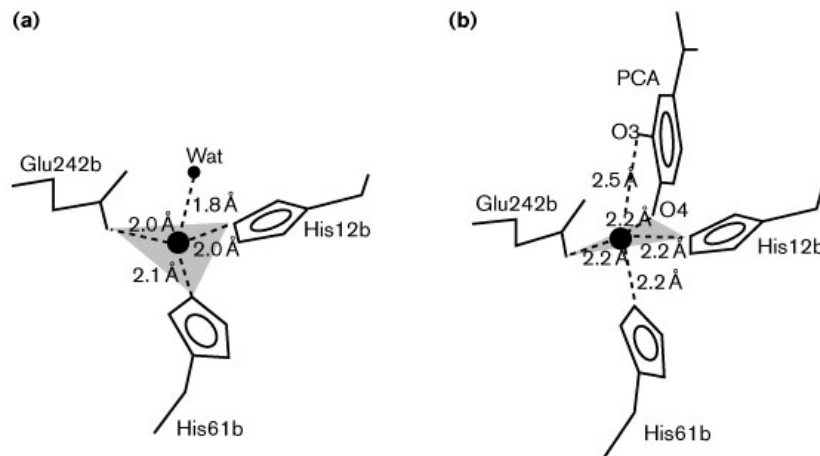 (a)
Wat
Glu242b
1.8 Å
2.0 Å
2.0 Å
His12b
2.1 Å
His61b
(b)
PCA
O3
2.5 Å
Glu242b
O4
2.2 Å
2.2 Å
2.2 Å
His12b
2.2 Å
His61b